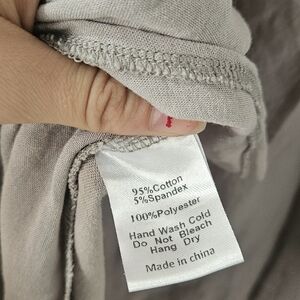 95%Cotton
5%Spandex
100%Polyester
Hand Wash Cold
Do Not Bleach
Hang Dry
Made in china